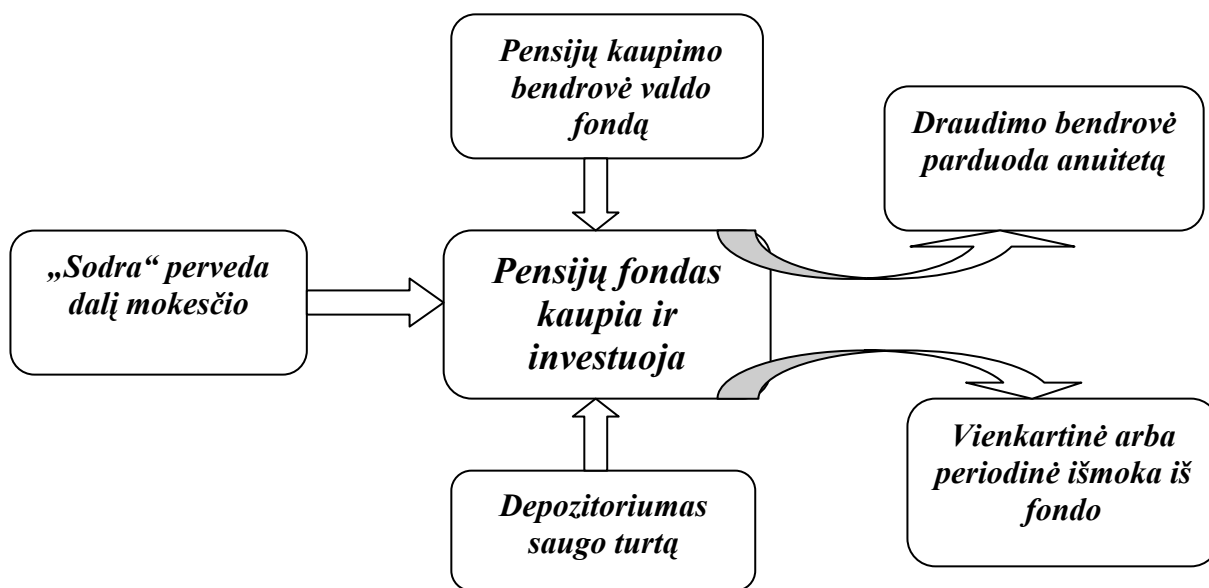 Pensijų kaupimo
bendrovė valdo
fondą
Draudimo bendrovė
parduoda anuitetą
„Sodra“ perveda
dalį mokesčio
Pensijų fondas
kaupia ir
investuoja
Vienkartinė arba
periodinė išmoka iš
fondo
Depozitoriumas
saugo turtą